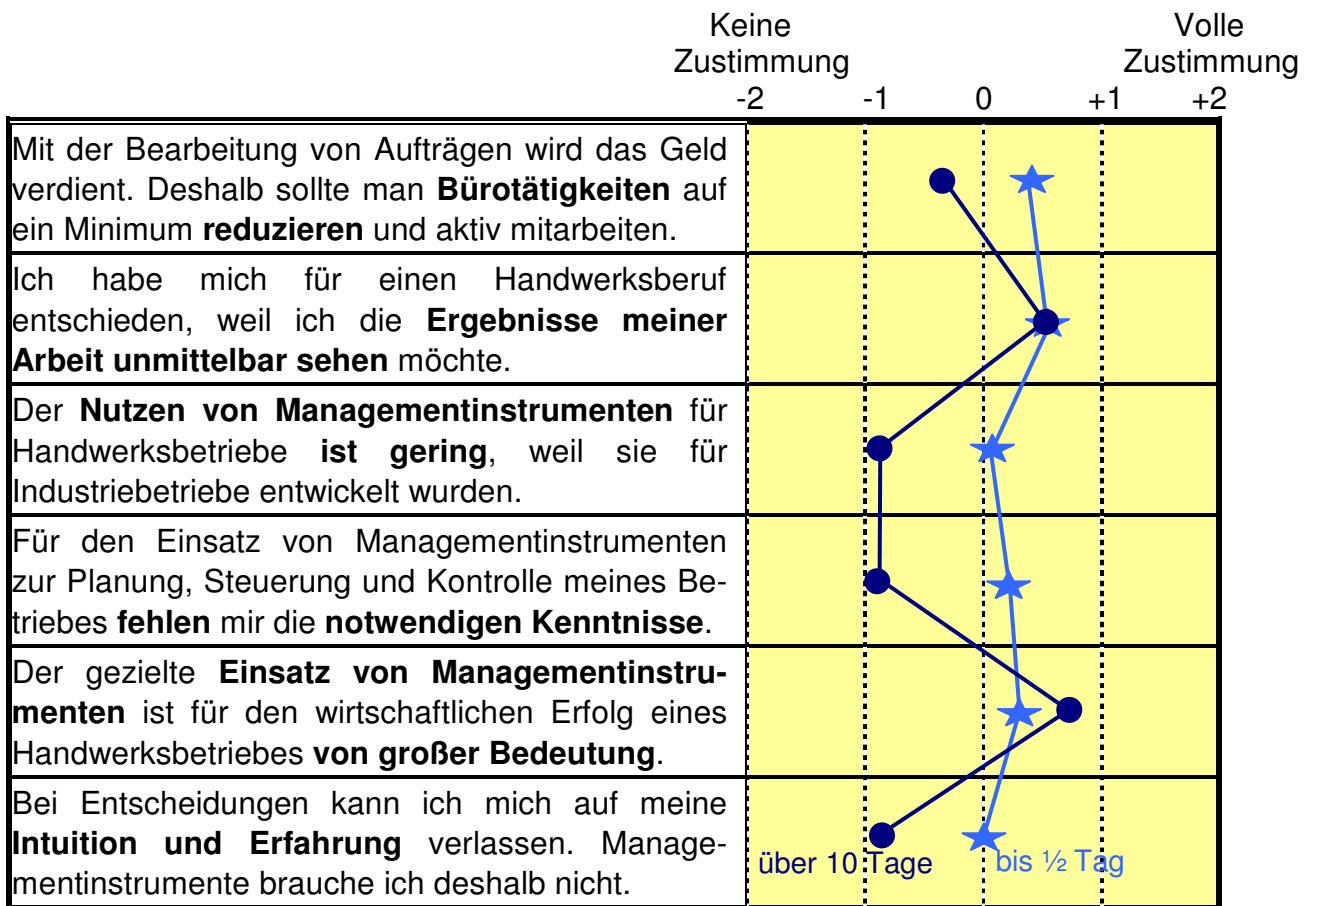 Keine Volle
Zustimmung Zustimmung
-2 -1 0 +1 +2
Mit der Bearbeitung von Aufträgen wird das Geld
verdient. Deshalb sollte man Bürotätigkeiten auf
ein Minimum reduzieren und aktiv mitarbeiten.
Ich habe mich für einen Handwerksberuf
entschieden, weil ich die Ergebnisse meiner
Arbeit unmittelbar sehen möchte.
Der Nutzen von Managementinstrumenten für
Handwerksbetriebe ist gering, weil sie für
Industriebetriebe entwickelt wurden.
Für den Einsatz von Managementinstrumenten
zur Planung, Steuerung und Kontrolle meines Be-
triebes fehlen mir die notwendigen Kenntnisse.
Der gezielte Einsatz von Managementinstru-
menten ist für den wirtschaftlichen Erfolg eines
Handwerksbetriebes von großer Bedeutung.
Bei Entscheidungen kann ich mich auf meine
Intuition und Erfahrung verlassen. Manage-
mentinstrumente brauche ich deshalb nicht.
über 10 Tage bis ½ Tag